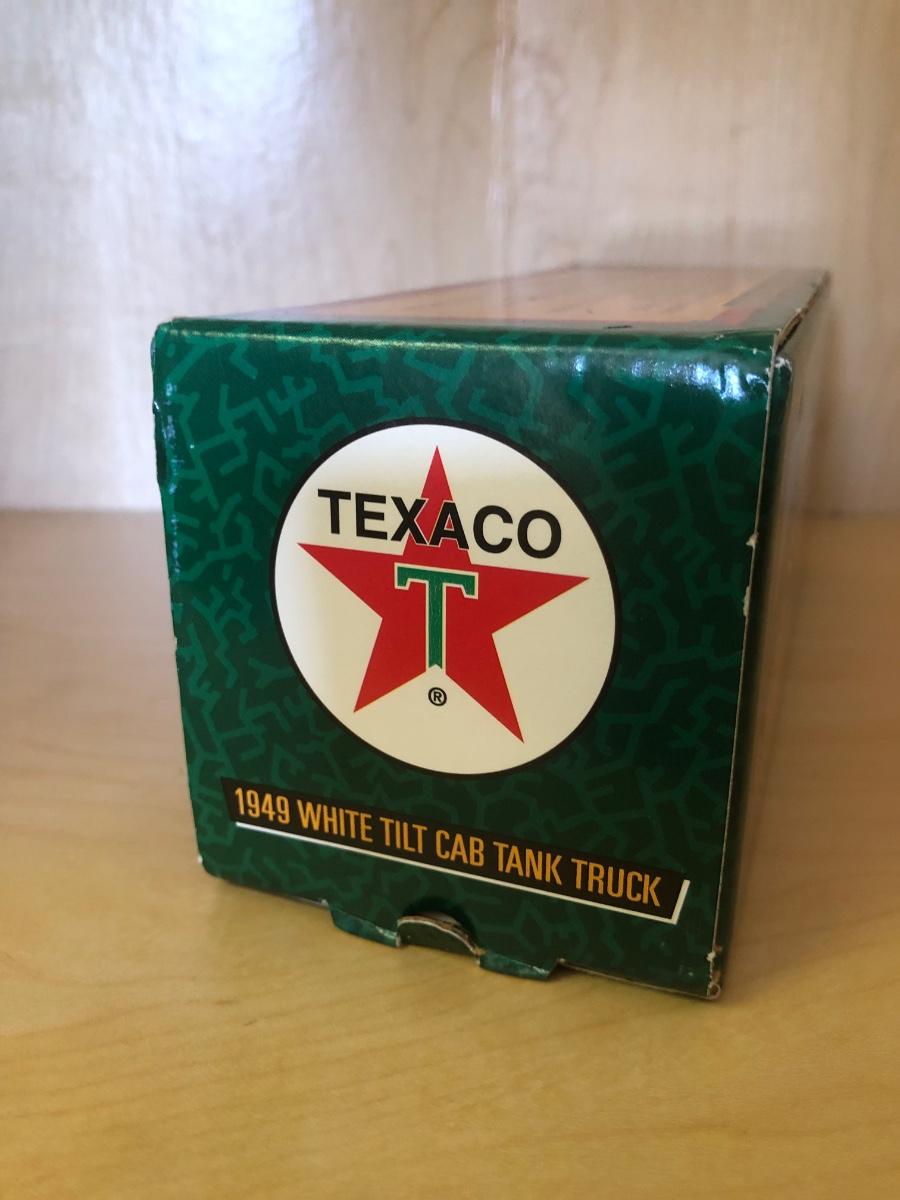 TEXACO
T
®
1949 WHITE TILT CAB TANK TRUCK